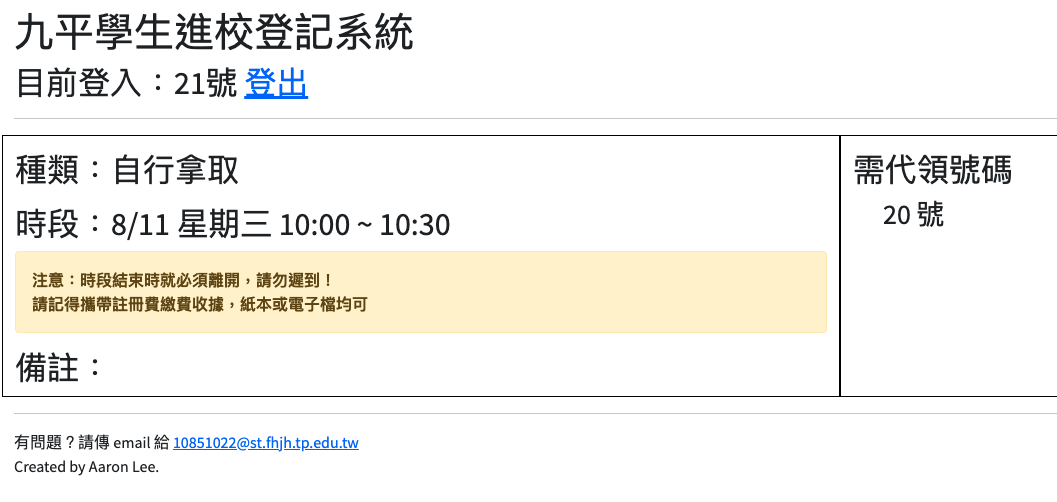 九平學生進校登記系統
目前登入：21號 登出
種類：自行拿取
時段：8/11 星期三 10:00 ~ 10:30
注意：時段結束時就必須離開，請勿遲到！
請記得攜帶註冊費繳費收據，紙本或電子檔均可
備註：
需代領號碼
20 號
有問題？請傳 email 給 10851022@st.fhjh.tp.edu.tw
Created by Aaron Lee.